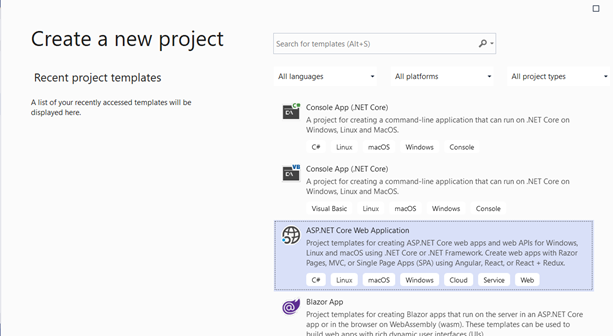 Create a new project
Search for templates (Alt+S)
Recent project templates
All languages
All platforms
All project types
A list of your recently accessed templates will be
displayed here.
C#
Console App (.NET Core)
A project for creating a command-line application that can run on .NET Core on
Windows, Linux and MacOS.
C# Linux macOS Windows Console
VB
Console App (.NET Core)
A project for creating a command-line application that can run on .NET Core on
Windows, Linux and MacOS.
Visual Basic Linux macOS Windows Console
ASP.NET Core Web Application
Project templates for creating ASP.NET Core web apps and web APIs for Windows,
Linux and macOS using .NET Core or .NET Framework. Create web apps with Razor
Pages, MVC, or Single Page Apps (SPA) using Angular, React, or React + Redux.
C# Linux macOS Windows Cloud Service Web
Blazor App
Project templates for creating Blazor apps that run on the server in an ASP.NET Core
app or in the browser on WebAssembly (wasm). These templates can be used to
build web apps with rich dynamic user interfaces (UIs).